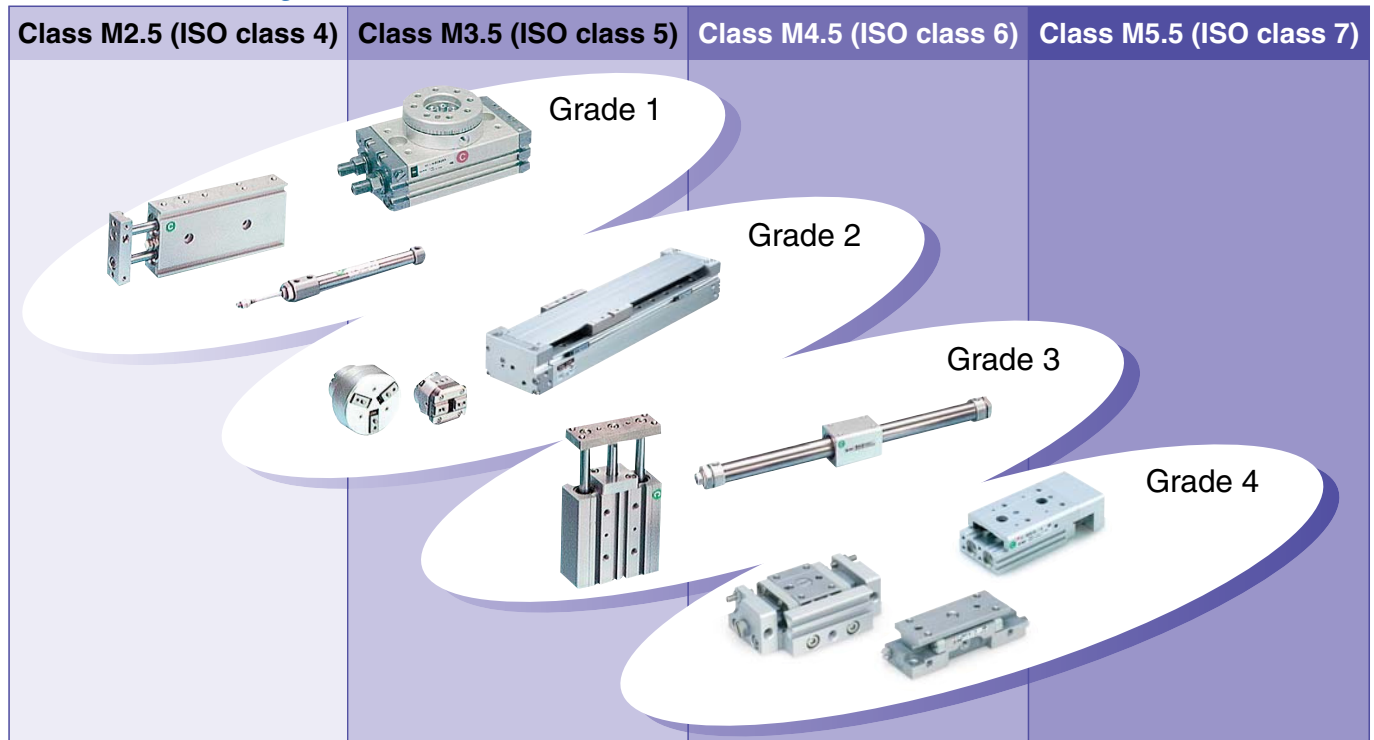 Class M2.5 (ISO class 4) Class M3.5 (ISO class 5) Class M4.5 (ISO class 6) Class M5.5 (ISO class 7)
Grade 1
Grade 2
Grade 3
Grade 4